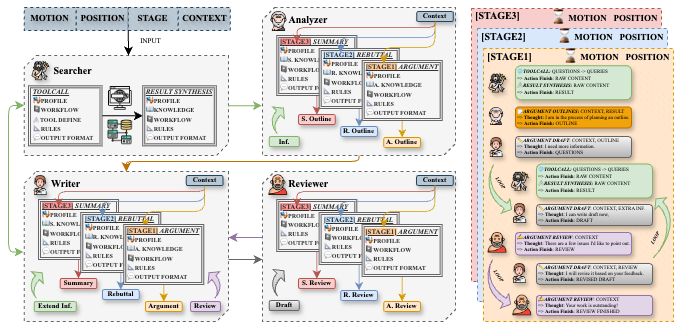 MOTION POSITION STAGE CONTEXT
INPUT
Searcher
TOOLCALL
PROFILE
WORKFLOW
TOOL DEFINE
RULES
OUTPUT FORMAT
RESULT SYNTHESIS
PROFILE
KNOWLEDGE
WORKFLOW
RULES
OUTPUT FORMAT
Analyzer
Context
[STAGE3] SUMMARY
PROFILE
S. KNOWLEDGE
WORKFLOW
RULES
OUTPUT FORMAT
[STAGE2] REBUTTAL
PROFILE
R. KNOWLEDGE
WORKFLOW
RULES
OUTPUT FORMAT
[STAGE1] ARGUMENT
PROFILE
A. KNOWLEDGE
WORKFLOW
RULES
OUTPUT FORMAT
Inf.
S. Outline
R. Outline
A. Outline
Writer
Context
[STAGE3] SUMMARY
PROFILE
S. KNOWLEDGE
WORKFLOW
RULES
OUTPUT FORMAT
[STAGE2] REBUTTAL
PROFILE
WORKFLOW
RULES
OUTPUT FORMAT
[STAGE1] ARGUMENT
PROFILE
A. KNOWLEDGE
WORKFLOW
RULES
OUTPUT FORMAT
Extend Inf.
Summary
Rebuttal
Argument
Review
Reviewer
Context
[STAGE3] SUMMARY
PROFILE
WORKFLOW
RULES
OUTPUT FORMAT
[STAGE2] REBUTTAL
PROFILE
WORKFLOW
RULES
OUTPUT FORMAT
[STAGE1] ARGUMENT
PROFILE
WORKFLOW
RULES
OUTPUT FORMAT
Draft
S. Review
R. Review
A. Review
[STAGE3] MOTION POSITION
[STAGE2] MOTION POSITION
[STAGE1] MOTION POSITION
TOOLCALL: QUESTIONS -> QUERIES
Action Finish: RAW CONTENT
RESULT SYNTHESIS: RAW CONTENT
Action Finish: RESULT
ARGUMENT OUTLINES: CONTEXT, RESULT
Thought: I am in the process of planning an outline.
Action Finish: OUTLINE
ARGUMENT DRAFT: CONTEXT, OUTLINE
Thought: I need more information.
Action Finish: QUESTIONS
TOOLCALL: QUESTIONS -> QUERIES
Action Finish: RAW CONTENT
RESULT SYNTHESIS: RAW CONTENT
Action Finish: RESULT
LOOP
ARGUMENT DRAFT: CONTEXT, EXTRA INF.
Thought: I can write draft now.
Action Finish: DRAFT
ARGUMENT REVIEW: CONTEXT
Thought: There are a few issues I'd like to point out.
Action Finish: REVIEW
LOOP
ARGUMENT DRAFT: CONTEXT, REVIEW
Thought: I will revise it based on your feedback.
Action Finish: REVISED DRAFT
LOOP
ARGUMENT REVIEW: CONTEXT
Thought: Your work is outstanding!
Action Finish: REVIEW FINISHED